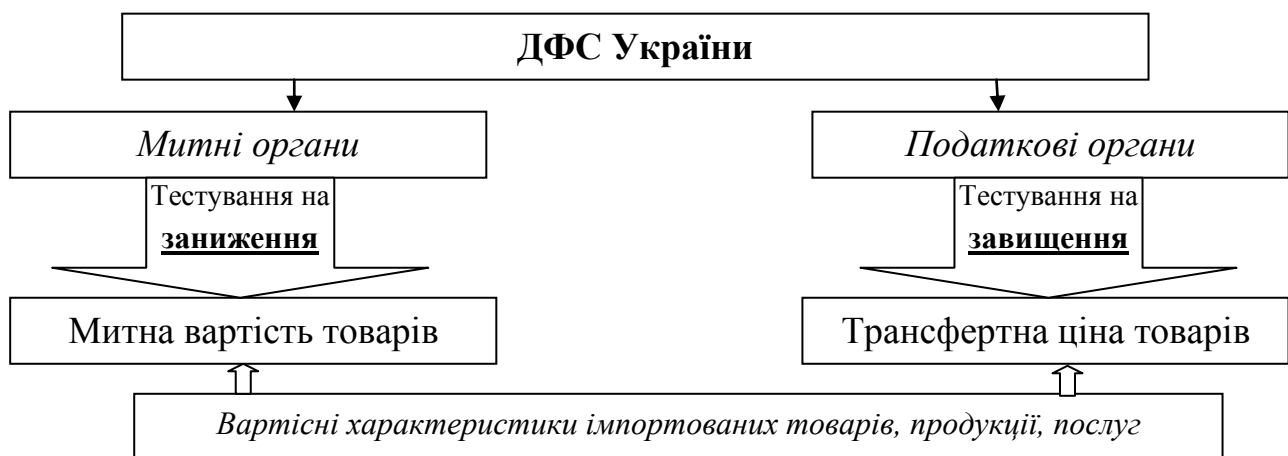 ДФС України
Митні органи
Податкові органи
Тестування на
заниження
Тестування на
завищення
Митна вартість товарів
Трансфертна ціна товарів
Вартісні характеристики імпортованих товарів, продукції, послуг